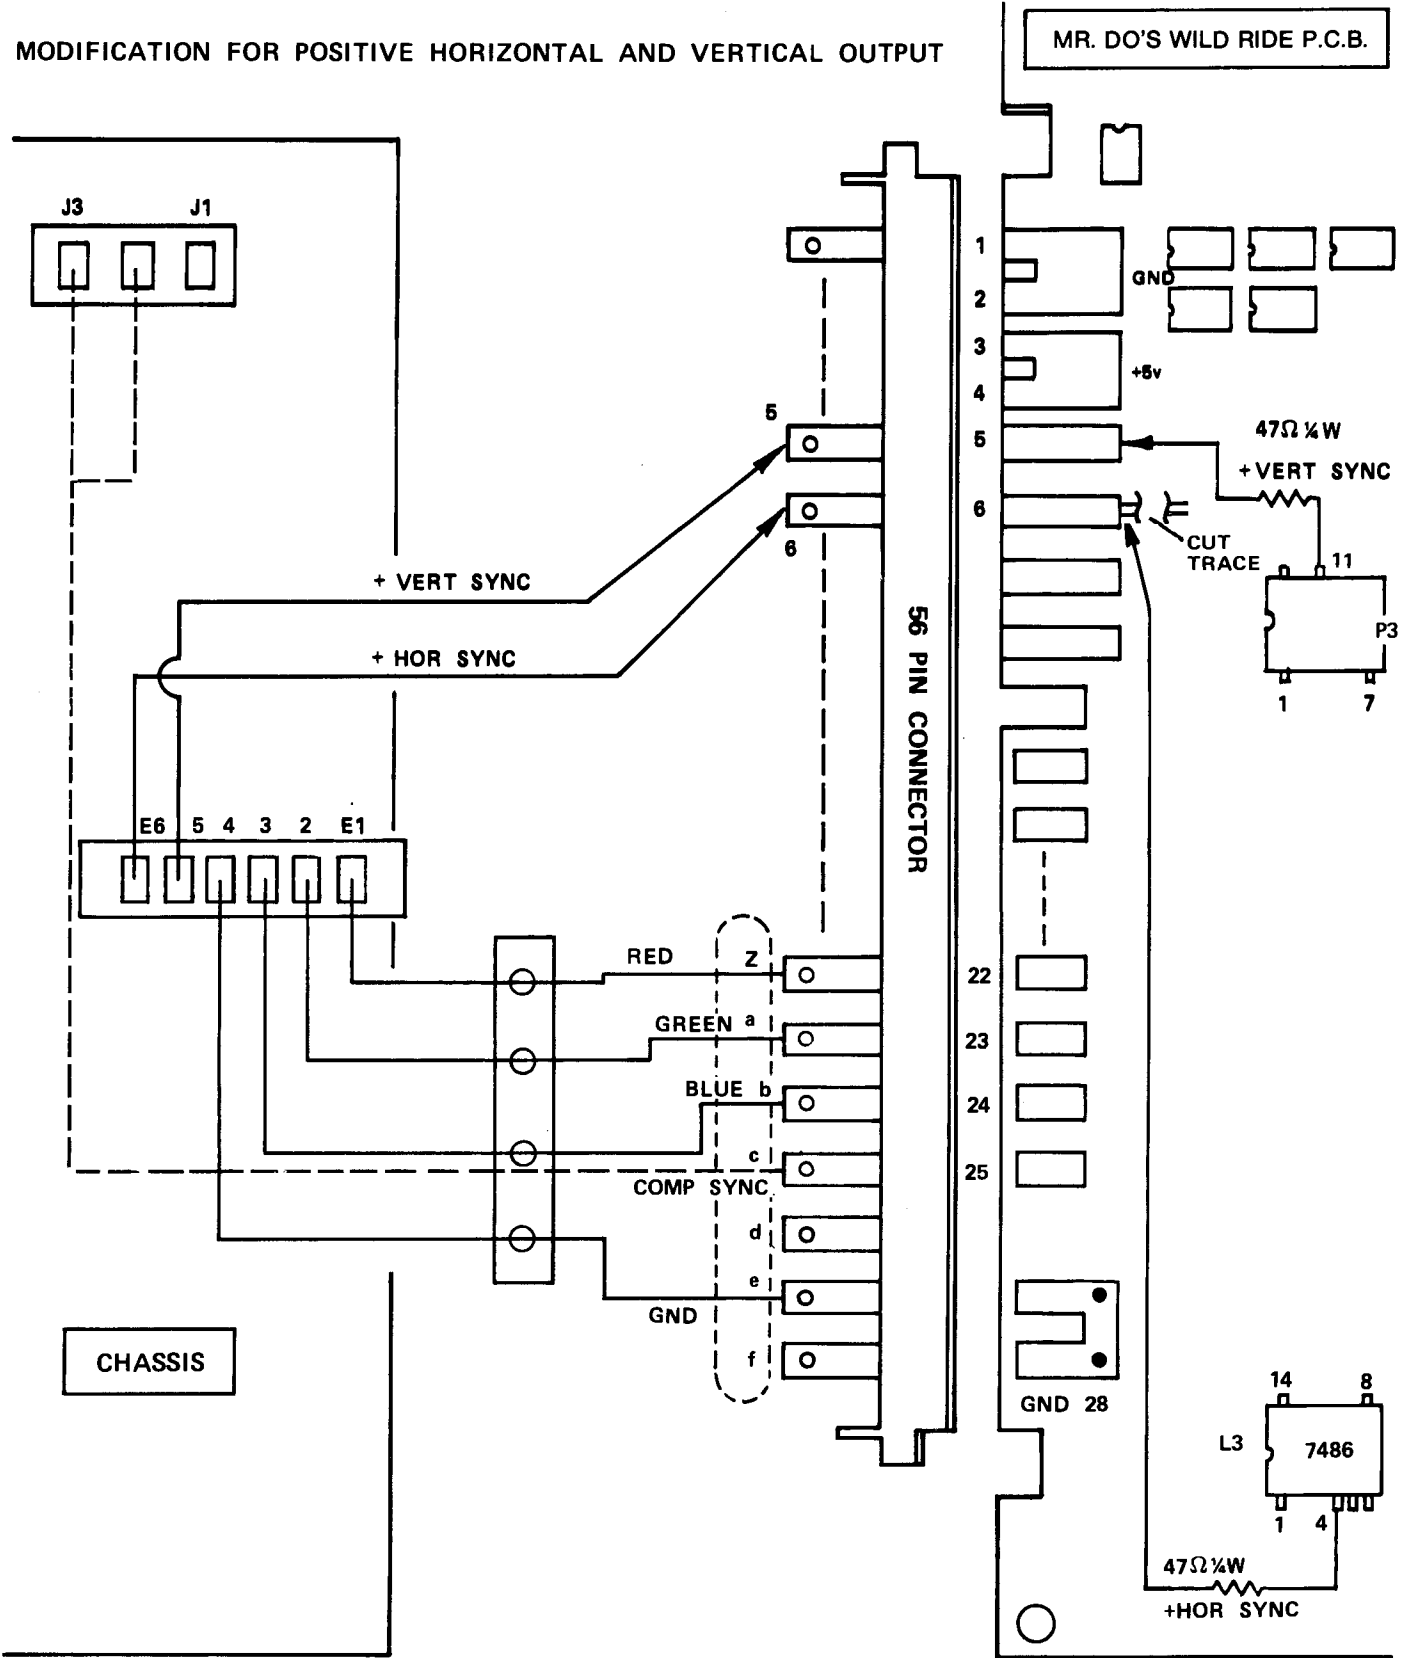 MODIFICATION FOR POSITIVE HORIZONTAL AND VERTICAL OUTPUT
MR. DO'S WILD RIDE P.C.B.
J3 J1
1
GND
2
3
+5v
4
5
5
47Ω ¼W
+VERT SYNC
6
6
CUT
TRACE
11
P3
1 7
+ VERT SYNC
+ HOR SYNC
56 PIN CONNECTOR
E6 5 4 3 2 E1
RED Z
22
GREEN a
23
BLUE b
24
c
25
COMP SYNC
d
e
GND
f
CHASSIS
GND 28
14 8
L3 7486
1 4
47Ω ¼W
+HOR SYNC